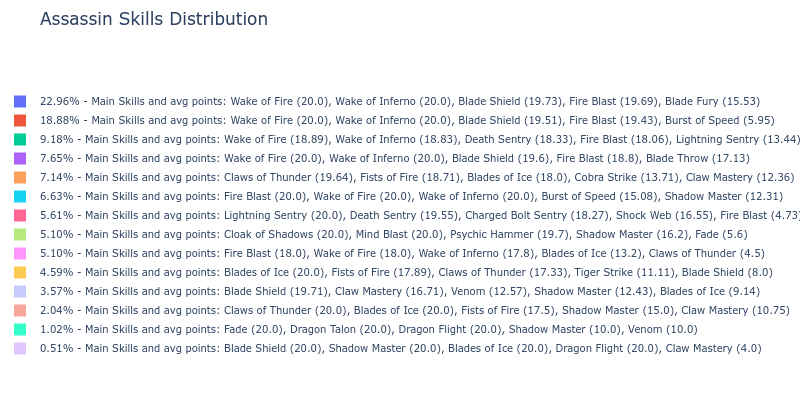 Assassin Skills Distribution
22.96% - Main Skills and avg points: Wake of Fire (20.0), Wake of Inferno (20.0), Blade Shield (19.73), Fire Blast (19.69), Blade Fury (15.53)
18.88% - Main Skills and avg points: Wake of Fire (20.0), Wake of Inferno (20.0), Blade Shield (19.51), Fire Blast (19.43), Burst of Speed (5.95)
9.18% - Main Skills and avg points: Wake of Fire (18.89), Wake of Inferno (18.83), Death Sentry (18.33), Fire Blast (18.06), Lightning Sentry (13.44)
7.65% - Main Skills and avg points: Wake of Fire (20.0), Wake of Inferno (20.0), Blade Shield (19.6), Fire Blast (18.8), Blade Throw (17.13)
7.14% - Main Skills and avg points: Claws of Thunder (19.64), Fists of Fire (18.71), Blades of Ice (18.0), Cobra Strike (13.71), Claw Mastery (12.36)
6.63% - Main Skills and avg points: Fire Blast (20.0), Wake of Fire (20.0), Wake of Inferno (20.0), Burst of Speed (15.08), Shadow Master (12.31)
5.61% - Main Skills and avg points: Lightning Sentry (20.0), Death Sentry (19.55), Charged Bolt Sentry (18.27), Shock Web (16.55), Fire Blast (4.73)
5.10% - Main Skills and avg points: Cloak of Shadows (20.0), Mind Blast (20.0), Psychic Hammer (19.7), Shadow Master (16.2), Fade (5.6)
5.10% - Main Skills and avg points: Fire Blast (18.0), Wake of Fire (18.0), Wake of Inferno (17.8), Blades of Ice (13.2), Claws of Thunder (4.5)
4.59% - Main Skills and avg points: Blades of Ice (20.0), Fists of Fire (17.89), Claws of Thunder (17.33), Tiger Strike (11.11), Blade Shield (8.0)
3.57% - Main Skills and avg points: Blade Shield (19.71), Claw Mastery (16.71), Venom (12.57), Shadow Master (12.43), Blades of Ice (9.14)
2.04% - Main Skills and avg points: Claws of Thunder (20.0), Blades of Ice (20.0), Fists of Fire (17.5), Shadow Master (15.0), Claw Mastery (10.75)
1.02% - Main Skills and avg points: Fade (20.0), Dragon Talon (20.0), Dragon Flight (20.0), Shadow Master (10.0), Venom (10.0)
0.51% - Main Skills and avg points: Blade Shield (20.0), Shadow Master (20.0), Blades of Ice (20.0), Dragon Flight (20.0), Claw Mastery (4.0)